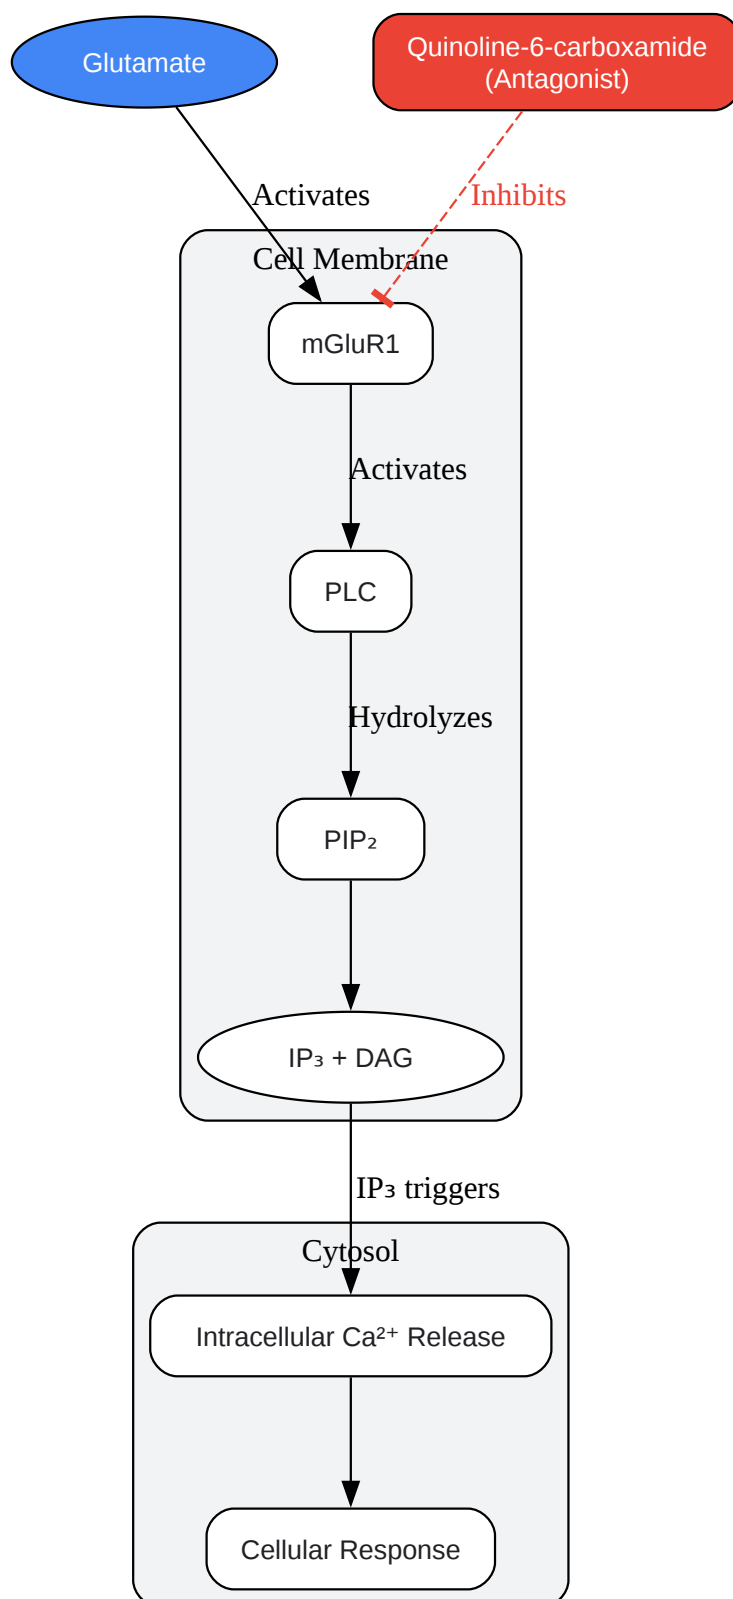 Glutamate
Quinoline-6-carboxamide
(Antagonist)
Activates
Inhibits
Cell Membrane
mGluR1
Activates
PLC
Hydrolyzes
PIP₂
IP₃ + DAG
IP₃ triggers
Cytosol
Intracellular Ca²⁺ Release
Cellular Response